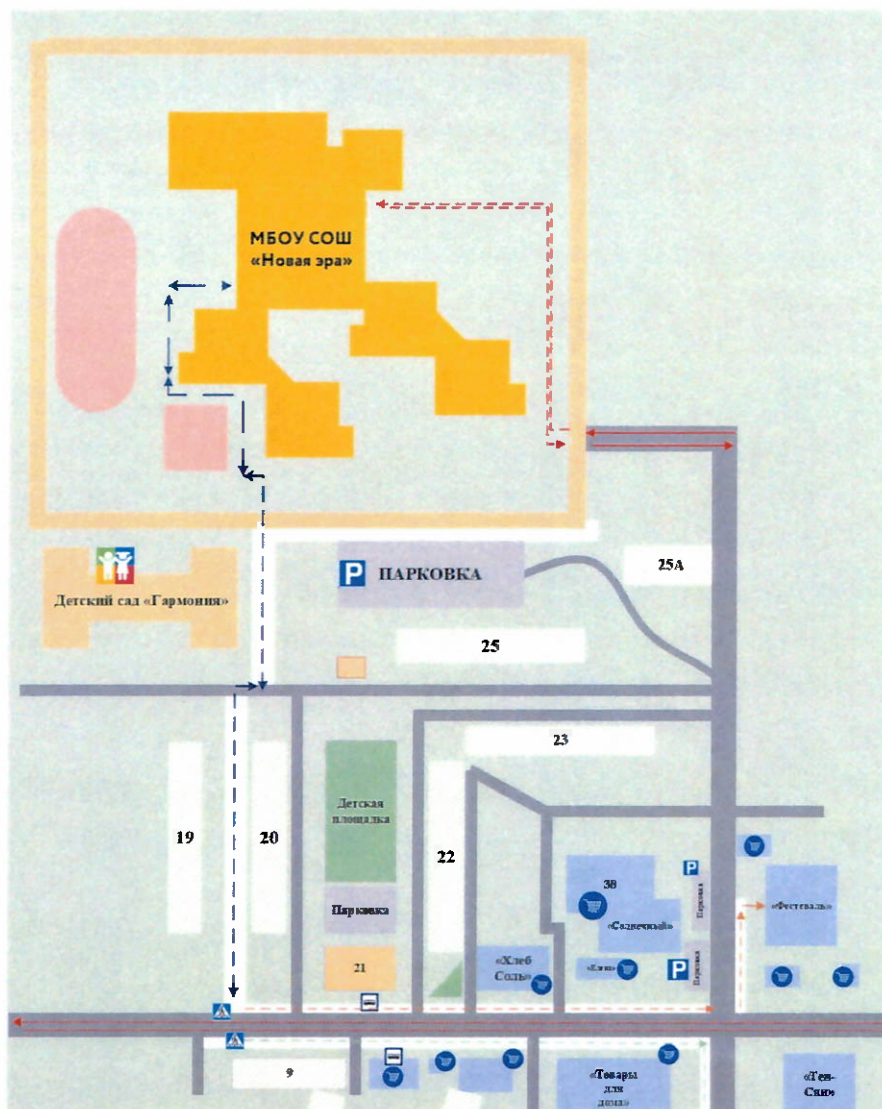 МБОУ СОШ
«Новая эра»
P ПАРКОВКА
25А
Детский сад «Гармония»
25
23
Детская
площадка
19
20
22
38
P
Парковка
«Фестиваль»
Парковка
«Солнечный»
21
«Хлеб
Соль»
P
Парковка
9
«Товары
для
дома»